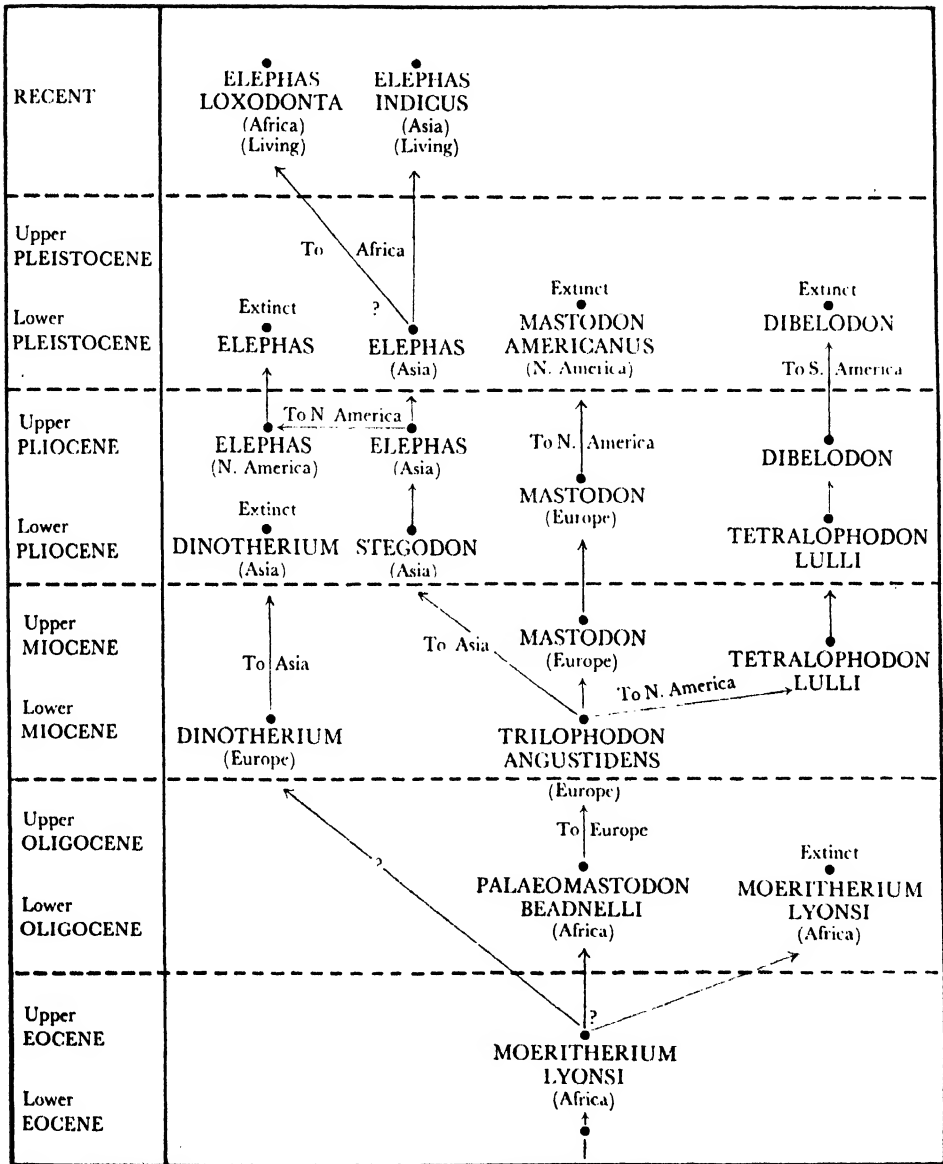 RECENT
ELEPHAS
LOXODONTA
(Africa)
(Living)
ELEPHAS
INDICUS
(Asia)
(Living)
Upper
PLEISTOCENE
To Africa
?
Lower
PLEISTOCENE
Extinct
ELEPHAS
ELEPHAS
(Asia)
Extinct
MASTODON
AMERICANUS
(N. America)
Extinct
DIBELODON
To S. America
Upper
PLIOCENE
To N America
ELEPHAS
(N. America)
ELEPHAS
(Asia)
To N. America
DIBELODON
MASTODON
(Europe)
Lower
PLIOCENE
Extinct
DINOTHERIUM
(Asia)
STEGODON
(Asia)
TETRALOPHODON
LULLI
Upper
MIOCENE
To Asia
To Asia
MASTODON
(Europe)
TETRALOPHODON
LULLI
To N. America
Lower
MIOCENE
DINOTHERIUM
(Europe)
TRILOPHODON
ANGUSTIDENS
(Europe)
Upper
OLIGOCENE
?
To Europe
Extinct
Lower
OLIGOCENE
PALAEOMASTODON
BEADNELLI
(Africa)
MOERITHERIUM
LYONSI
(Africa)
Upper
EOCENE
?
MOERITHERIUM
LYONSI
(Africa)
Lower
EOCENE